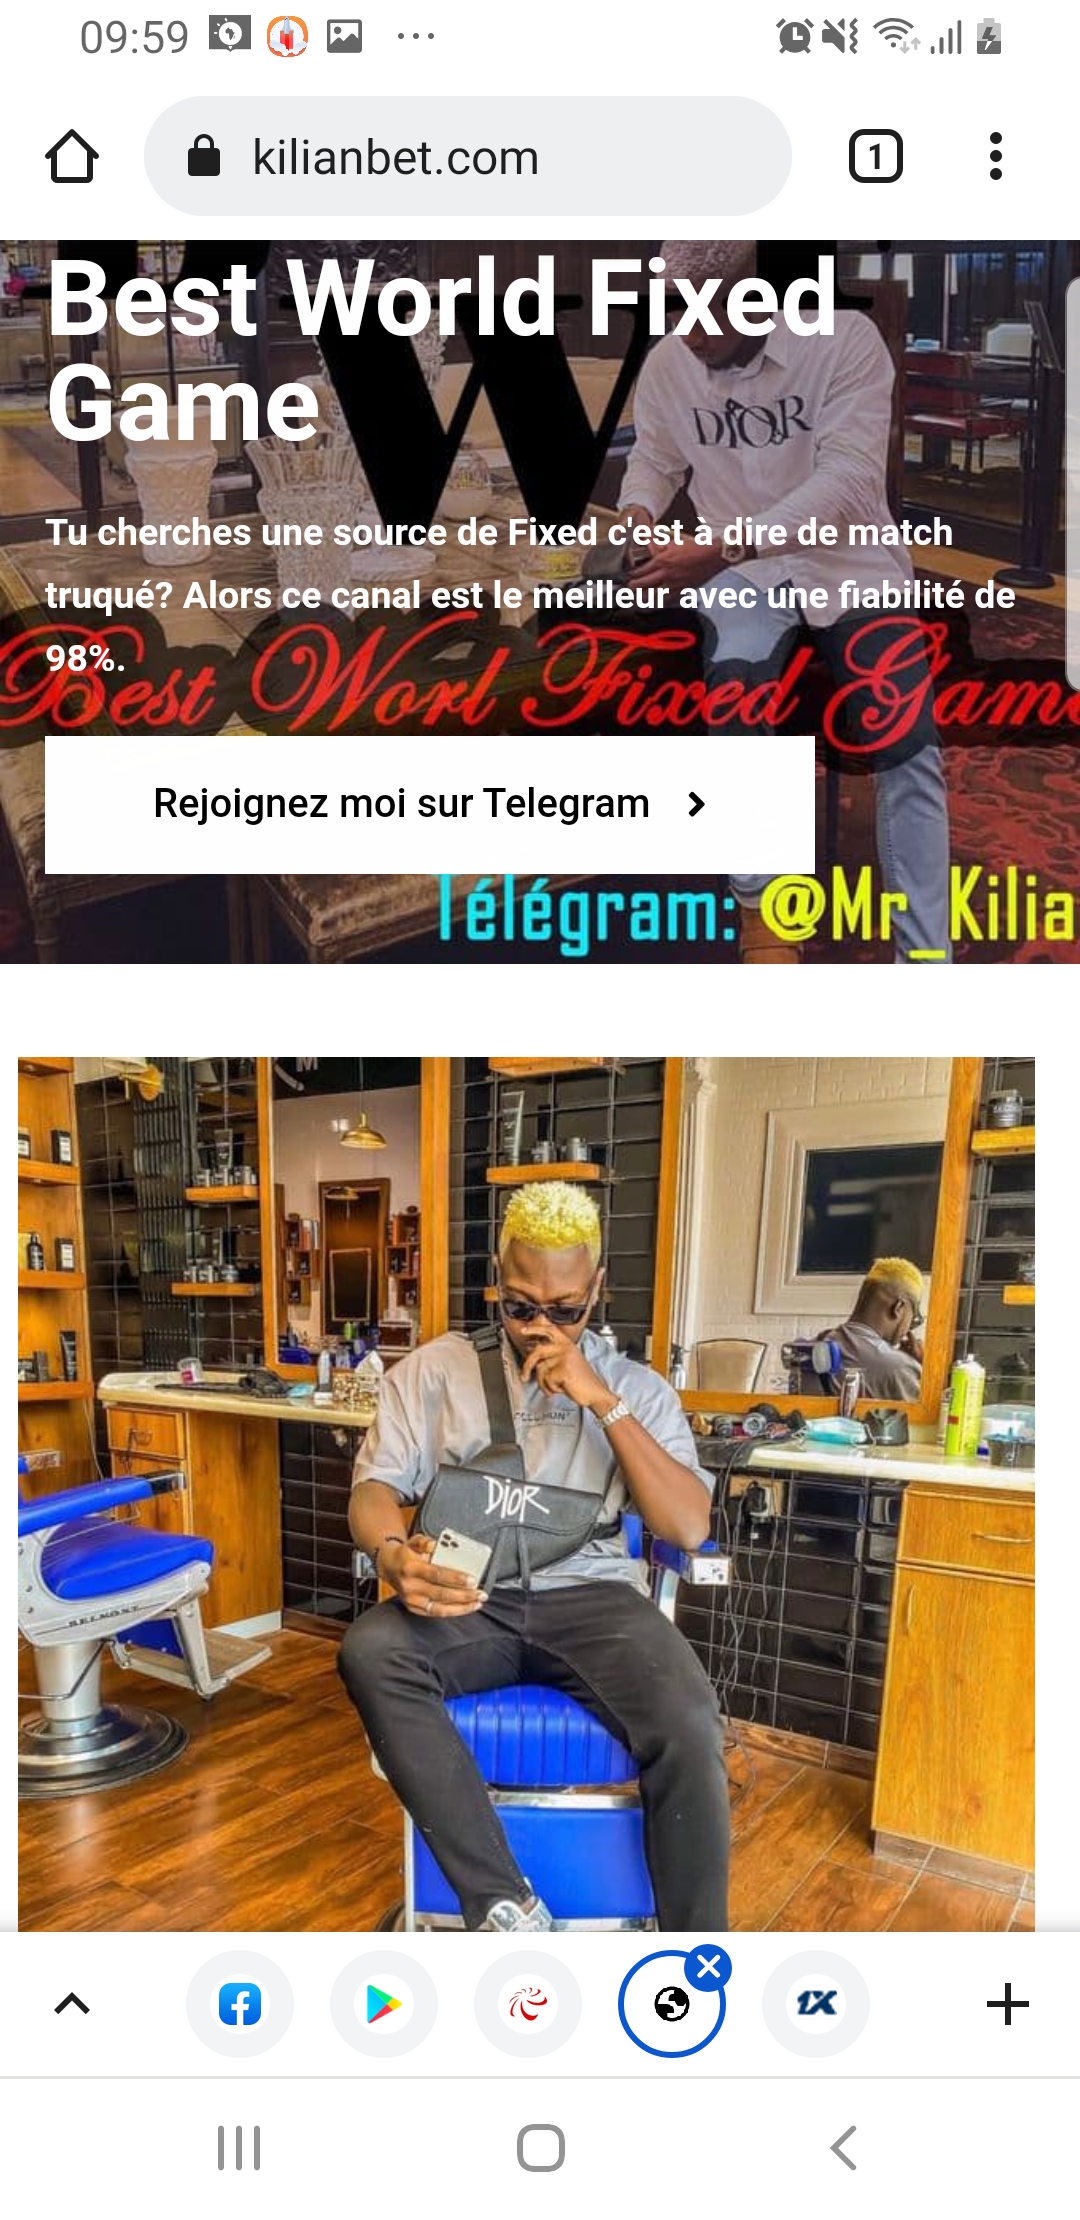 09:59
kilianbet.com
1
Best World Fixed
Game
DIOR
Tu cherches une source de Fixed c'est à dire de match
truqué? Alors ce canal est le meilleur avec une fiabilité de
98%.
Best Worl Fixed Game
Rejoignez moi sur Telegram
Télégram: @Mr_Kilia
DIOR
BELMONT
1X